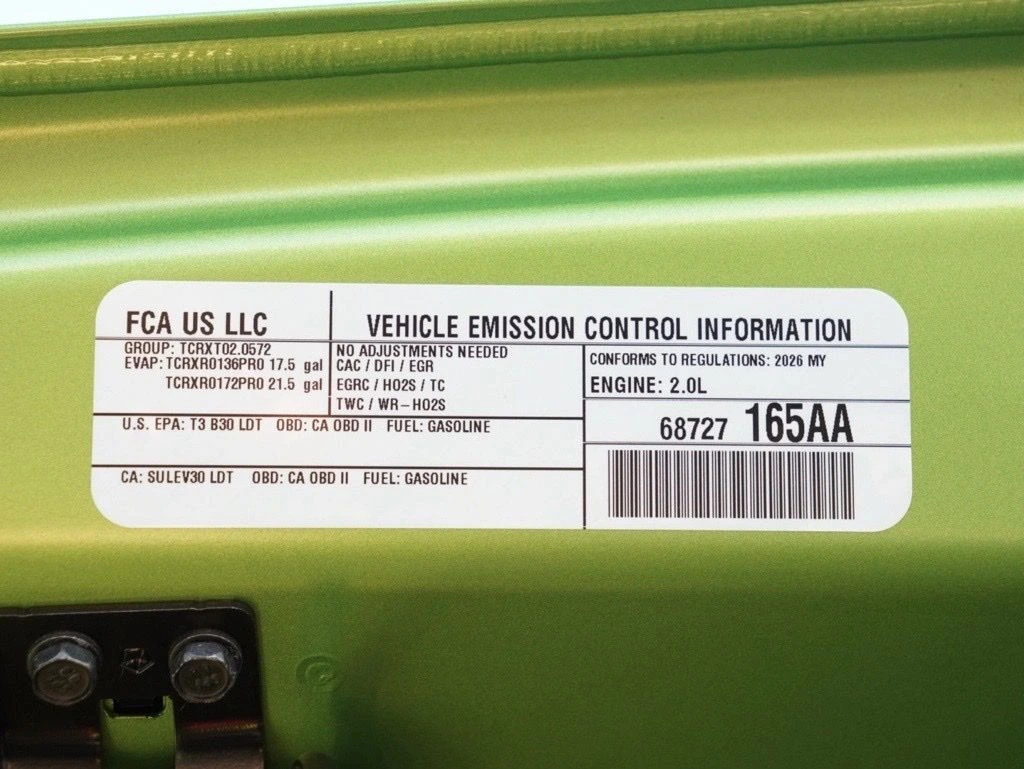 FCA US LLC
VEHICLE EMISSION CONTROL INFORMATION
GROUP: TCRXT02.0572
EVAP: TCRXR0136PR0 17.5 gal
TCRXR0172PR0 21.5 gal
NO ADJUSTMENTS NEEDED
CAC / DFI / EGR
EGRC / HO2S / TC
TWC / WR-HO2S
CONFORMS TO REGULATIONS: 2026 MY
ENGINE: 2.0L
68727 165AA
U.S. EPA: T3 B30 LDT OBD: CA OBD II FUEL: GASOLINE
CA: SULEV30 LDT OBD: CA OBD II FUEL: GASOLINE